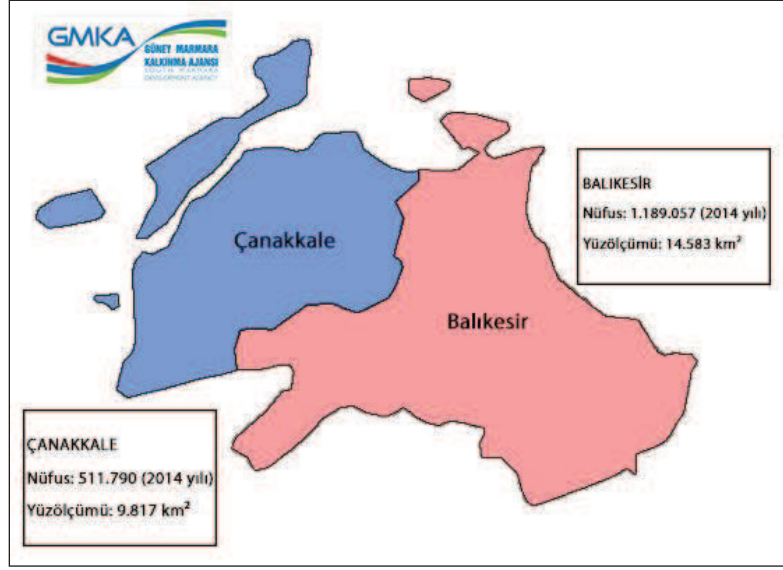 GMKA
GÜNEY MARMARA
KALKINMA AJANSI
SOUTH MARMARA
DEVELOPMENT AGENCY
BALIKESİR
Nüfus: 1.189.057 (2014 yılı)
Yüzölçümü: 14.583 km²
Çanakkale
Balıkesir
ÇANAKKALE
Nüfus: 511.790 (2014 yılı)
Yüzölçümü: 9.817 km²